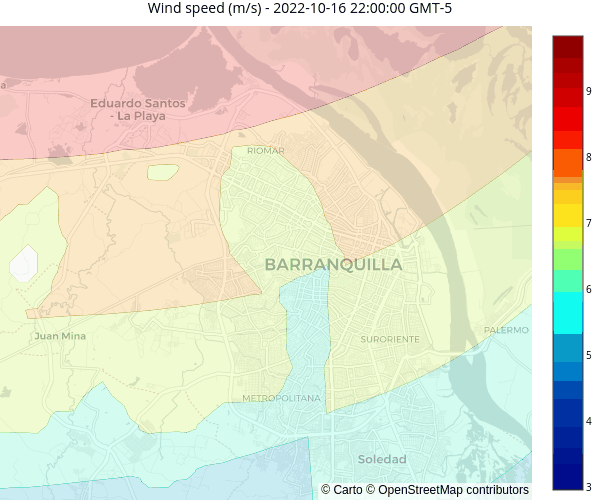 Wind speed (m/s) - 2022-10-16 22:00:00 GMT-5
a
Eduardo Santos
- La Playa
RIOMAR
BARRANQUILLA
Juan Mina
SURORIENTE
PALERMO
METROPOLITANA
Soledad
© Carto © OpenStreetMap contributors
9
8
7
6
5
4
3